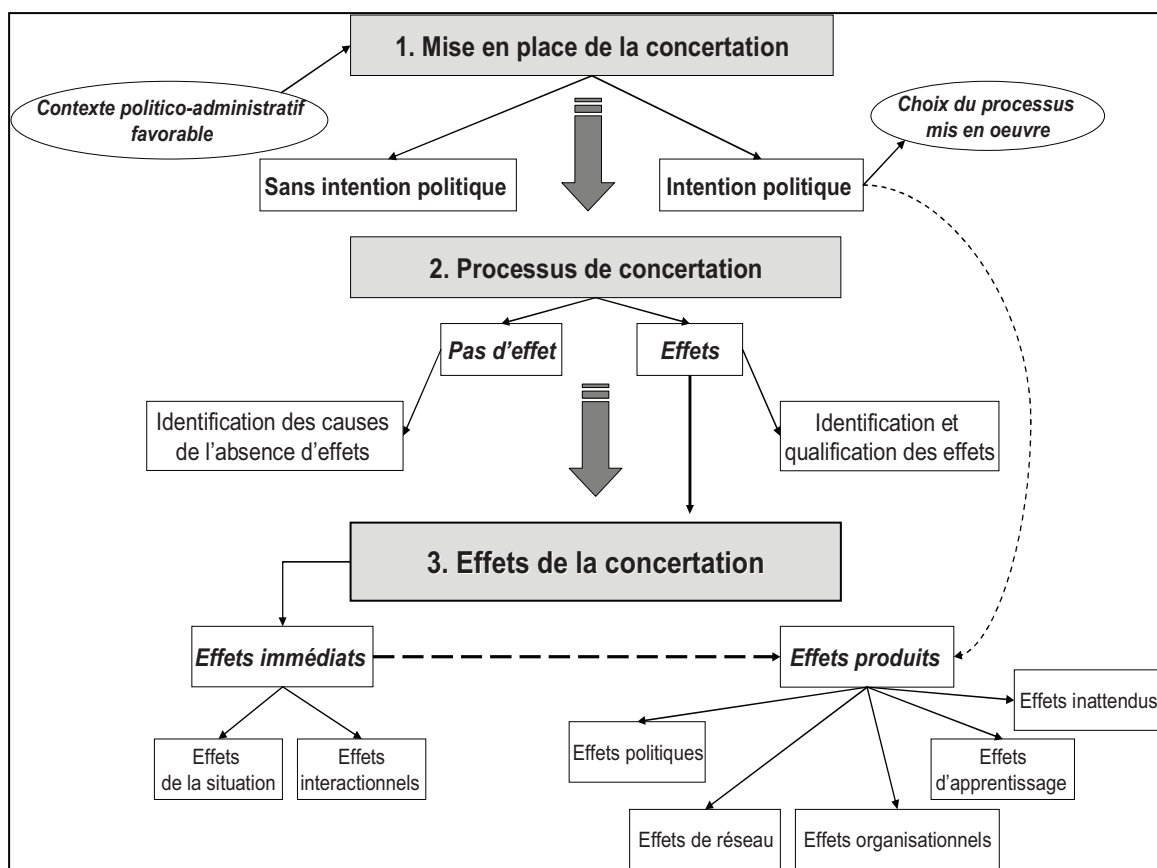 1. Mise en place de la concertation
Contexte politico-administratif
favorable
Choix du processus
mis en oeuvre
Sans intention politique
Intention politique
2. Processus de concertation
Pas d’effet
Effets
Identification des causes
de l’absence d’effets
Identification et
qualification des effets
3. Effets de la concertation
Effets immédiats
Effets produits
Effets inattendus
Effets politiques
Effets
de la situation
Effets
interactionnels
Effets
d’apprentissage
Effets de réseau
Effets organisationnels